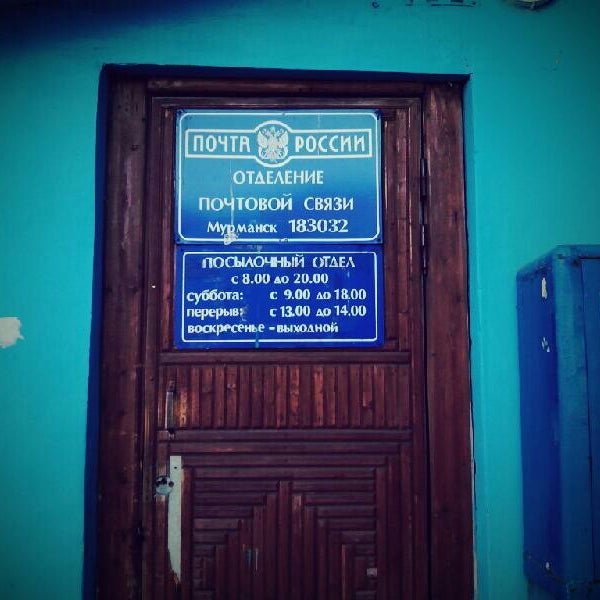 ПОЧТА РОССИИ
ОТДЕЛЕНИЕ
ПОЧТОВОЙ СВЯЗИ
Мурманск 183032
ПОСЫЛОЧНЫЙ ОТДЕЛ
с 8.00 до 20.00
суббота: с 9.00 до 18.00
перерыв: с 13.00 до 14.00
воскресенье - выходной